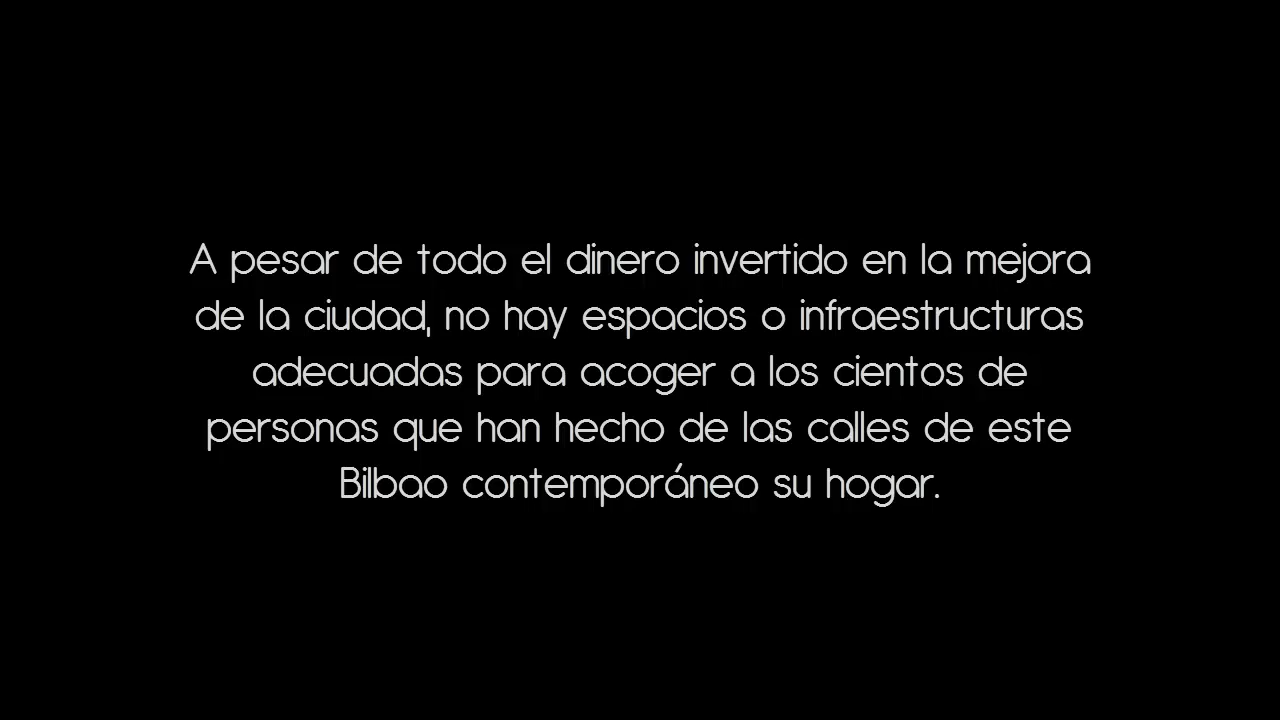 A pesar de todo el dinero invertido en la mejora
de la ciudad, no hay espacios o infraestructuras
adecuadas para acoger a los cientos de
personas que han hecho de las calles de este
Bilbao contemporáneo su hogar.